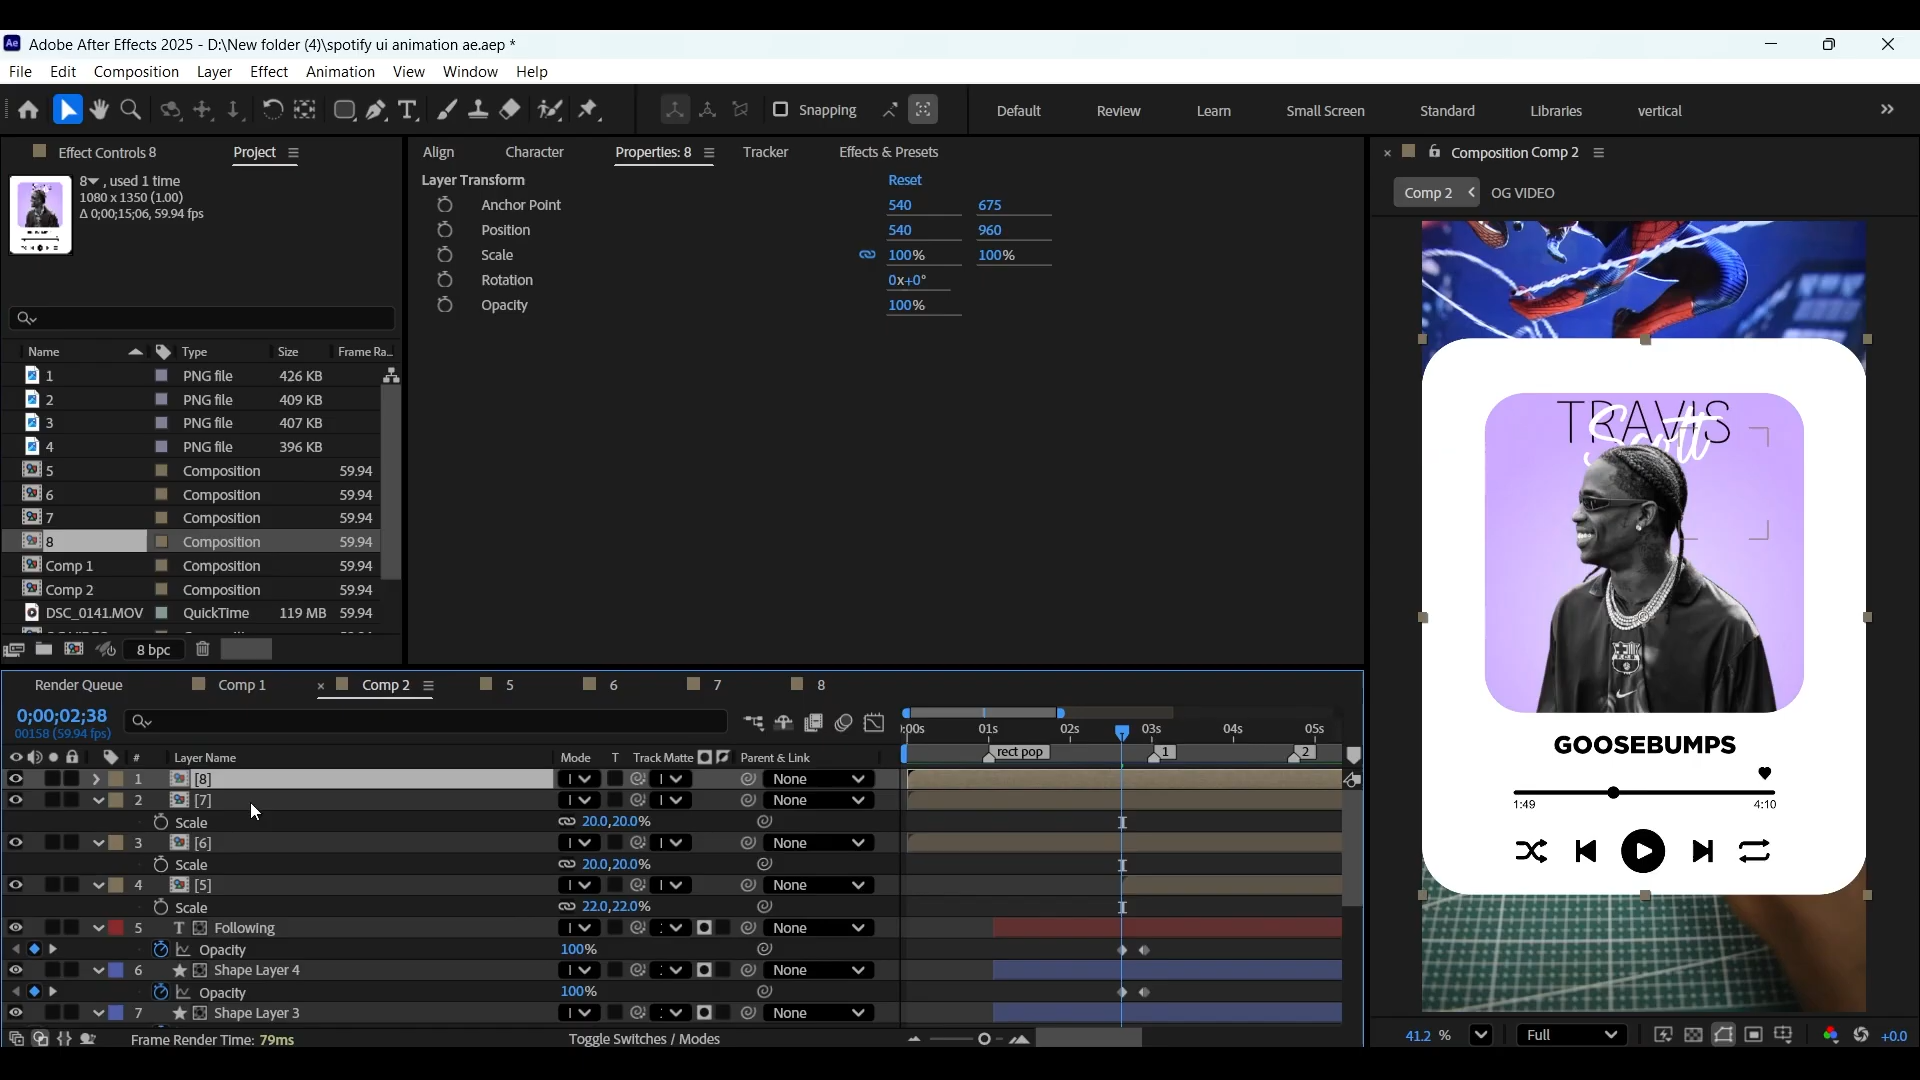 Adobe After Effects 2025 - D:\New folder (4)\spotify ui animation ae.aep *
File Edit Composition Layer Effect Animation View Window Help
Snapping Default Review Learn Small Screen Standard Libraries vertical
Effect Controls 8 Project
8, used 1 time
1080 x 1350 (1.00)
Δ 0;00;15;06, 59.94 fps
Name Type Size Frame Ra...
1 PNG file 426 KB
2 PNG file 409 KB
3 PNG file 407 KB
4 PNG file 396 KB
5 Composition 59.94
6 Composition 59.94
7 Composition 59.94
8 Composition 59.94
Comp 1 Composition 59.94
Comp 2 Composition 59.94
DSC_0141.MOV QuickTime 119 MB 59.94
8 bpc
Align Character Properties: 8 Tracker Effects & Presets
Layer Transform Reset
Anchor Point 540 675
Position 540 960
Scale 100% 100%
Rotation 0x+0°
Opacity 100%
Composition Comp 2
Comp 2 OG VIDEO
TRAVIS
Scott
GOOSEBUMPS
1:49 4:10
41.2 % Full +0.0
Render Queue Comp 1 Comp 2 5 6 7 8
0;00;02;38
00158 (59.94 fps)
:00s 01s 02s 03s 04s 05s
rect pop 1 2
# Layer Name Mode T Track Matte Parent & Link
1 [8] None
2 [7] None
Scale 20.0,20.0%
3 [6] None
Scale 20.0,20.0%
4 [5] None
Scale 22.0,22.0%
5 T Following None
Opacity 100%
6 Shape Layer 4 None
Opacity 100%
7 Shape Layer 3 None
Frame Render Time: 79ms Toggle Switches / Modes